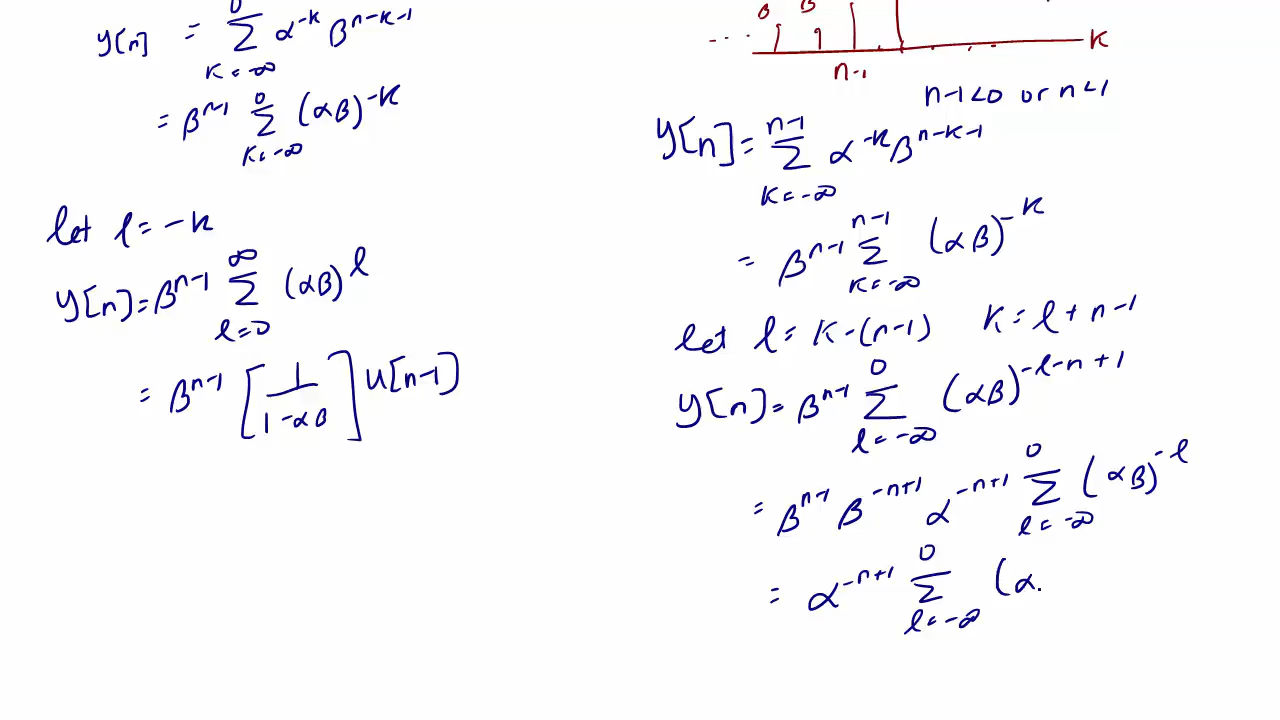 y[n] = Σ_{k=-∞}^{0} α^{-k} β^{n-k-1}
= β^{n-1} Σ_{k=-∞}^{0} (αβ)^{-k}
let l = -k
y[n] = β^{n-1} Σ_{l=0}^{∞} (αβ)^{l}
= β^{n-1} [1/(1-αβ)] u[n-1]
... k
n-1
n-1<0 or n<1
y[n] = Σ_{k=-∞}^{n-1} α^{-k} β^{n-k-1}
= β^{n-1} Σ_{k=-∞}^{n-1} (αβ)^{-k}
let l = k-(n-1) k = l + n-1
y[n] = β^{n-1} Σ_{l=-∞}^{0} (αβ)^{-l-n+1}
= β^{n-1} β^{-n+1} α^{-n+1} Σ_{l=-∞}^{0} (αβ)^{-l}
= α^{-n+1} Σ_{l=-∞}^{0} (α